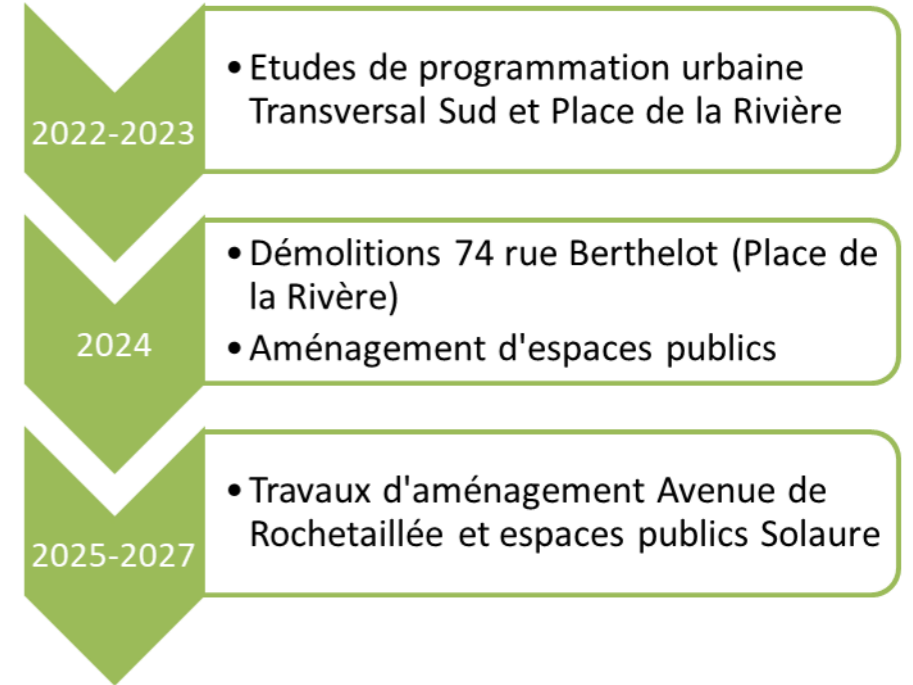 2022-2023
• Etudes de programmation urbaine
Transversal Sud et Place de la Rivière
2024
• Démolitions 74 rue Berthelot (Place de
la Rivère)
• Aménagement d'espaces publics
2025-2027
• Travaux d'aménagement Avenue de
Rochetaillée et espaces publics Solaure